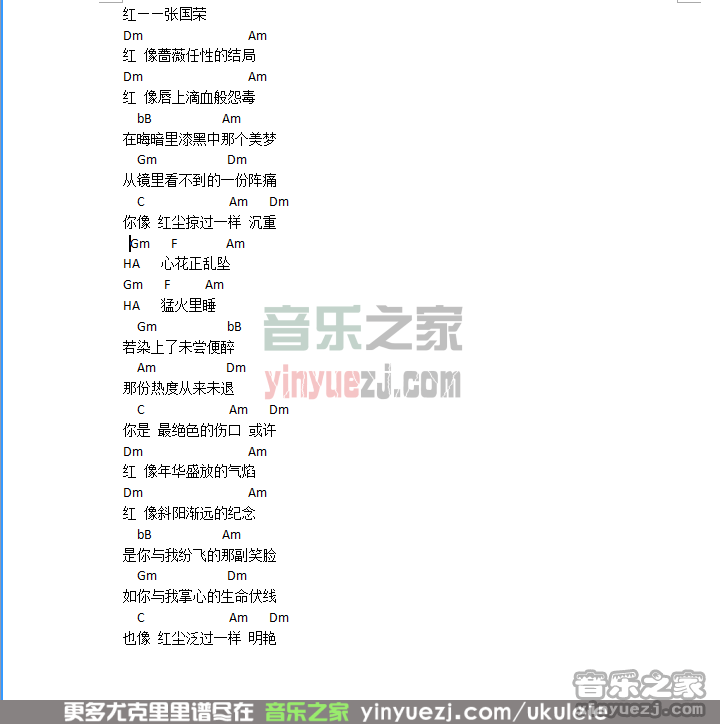 红一一张国荣
Dm Am
红 像蔷薇任性的结局
Dm Am
红 像唇上滴血般怨毒
bB Am
在晦暗里漆黑中那个美梦
Gm Dm
从镜里看不到的一份阵痛
C Am Dm
你像 红尘掠过一样 沉重
Gm F Am
HA 心花正乱坠
Gm F Am
HA 猛火里睡
Gm bB
若染上了未尝便醉
Am Dm
那份热度从来未退
C Am Dm
你是 最绝色的伤口 或许
Dm Am
红 像年华盛放的气焰
Dm Am
红 像斜阳渐远的纪念
bB Am
是你与我纷飞的那副笑脸
Gm Dm
如你与我掌心的生命伏线
C Am Dm
也像 红尘泛过一样 明艳
音乐之家
yinyuezj.com
音乐之家
yinyuezj.com
更多尤克里里谱尽在 音乐之家 yinyuezj.com/ukulele